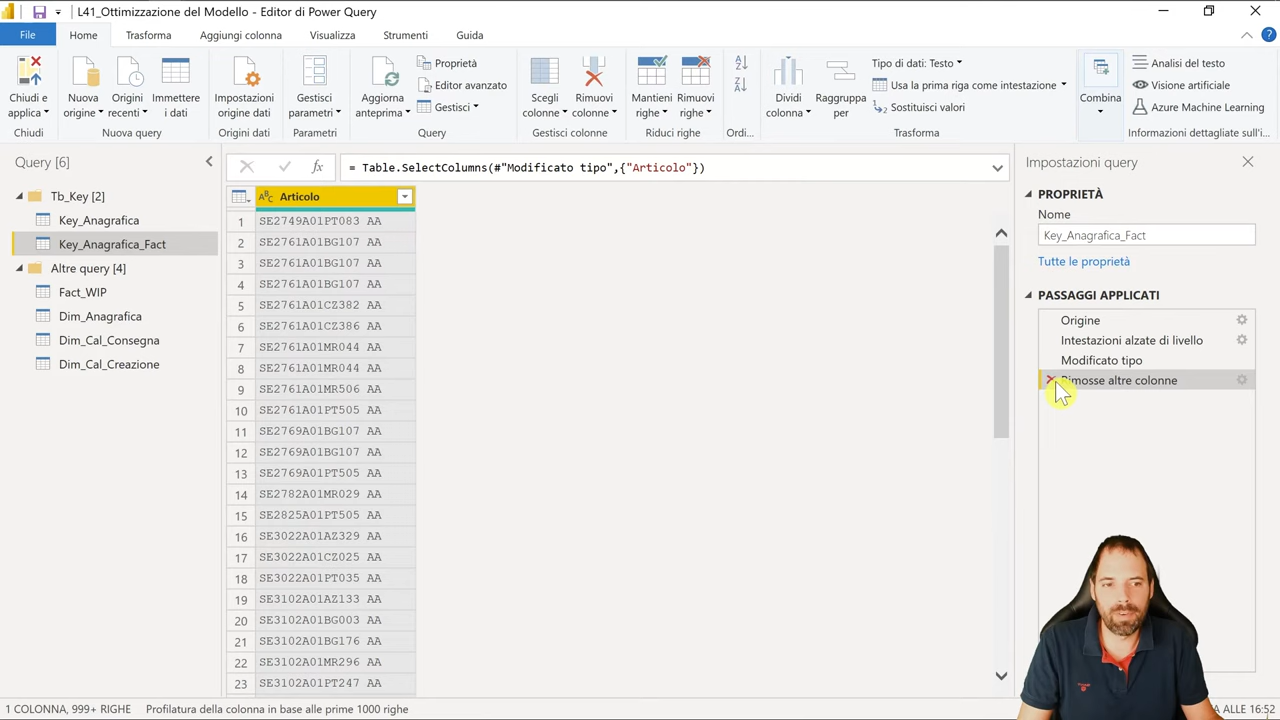 L41_Ottimizzazione del Modello - Editor di Power Query
File Home Trasforma Aggiungi colonna Visualizza Strumenti Guida
Chiudi e applica
Chiudi
Nuova origine
Origini recenti
Immettere i dati
Nuova query
Impostazioni origine dati
Origini dati
Gestisci parametri
Parametri
Aggiorna anteprima
Proprietà
Editor avanzato
Gestisci
Query
Scegli colonne
Rimuovi colonne
Gestisci colonne
Mantieni righe
Rimuovi righe
Riduci righe
Ordi...
Dividi colonna
Raggruppa per
Tipo di dati: Testo
Usa la prima riga come intestazione
Sostituisci valori
Trasforma
Combina
Analisi del testo
Visione artificiale
Azure Machine Learning
Informazioni dettagliate sull'i...
Query [6]
Tb_Key [2]
Key_Anagrafica
Key_Anagrafica_Fact
Altre query [4]
Fact_WIP
Dim_Anagrafica
Dim_Cal_Consegna
Dim_Cal_Creazione
fx = Table.SelectColumns(#"Modificato tipo",{"Articolo"})
ABC Articolo
1 SE2749A01PT083 AA
2 SE2761A01BG107 AA
3 SE2761A01BG107 AA
4 SE2761A01BG107 AA
5 SE2761A01CZ382 AA
6 SE2761A01CZ386 AA
7 SE2761A01MR044 AA
8 SE2761A01MR044 AA
9 SE2761A01MR519 AA
10 SE2761A01PT505 AA
11 SE2769A01BG107 AA
12 SE2769A01BG107 AA
13 SE2769A01PT505 AA
14 SE2782A01MR029 AA
15 SE2825A01PT505 AA
16 SE3022A01AZ329 AA
17 SE3022A01CZ025 AA
18 SE3022A01PT035 AA
19 SE3102A01AZ133 AA
20 SE3102A01BG003 AA
21 SE3102A01BG176 AA
22 SE3102A01MR296 AA
23 SE3102A01PT247 AA
Impostazioni query
PROPRIETÀ
Nome
Key_Anagrafica_Fact
Tutte le proprietà
PASSAGGI APPLICATI
Origine
Intestazioni alzate di livello
Modificato tipo
Rimosse altre colonne
1 COLONNA, 999+ RIGHE Profilatura della colonna in base alle prime 1000 righe
ALLE 16:52